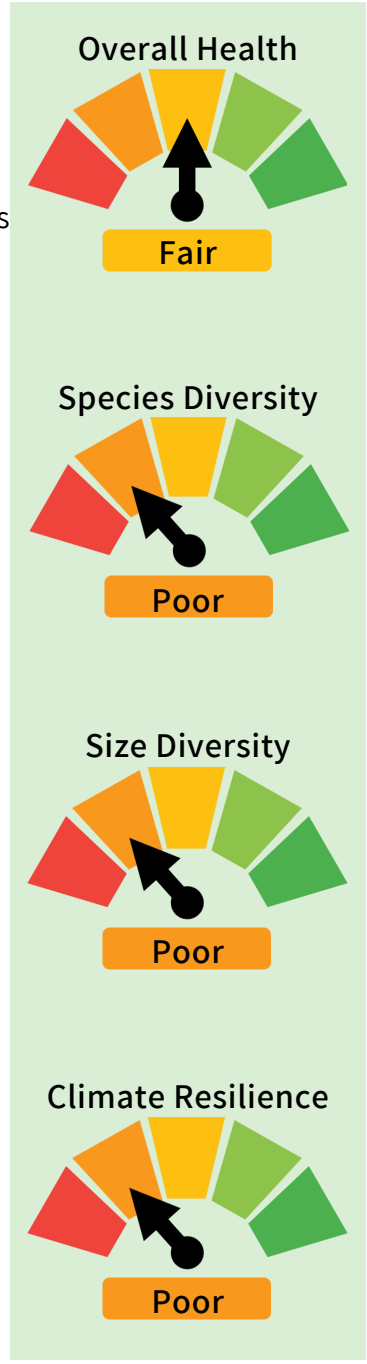 Overall Health
s
Fair
Species Diversity
Poor
Size Diversity
Poor
Climate Resilience
Poor